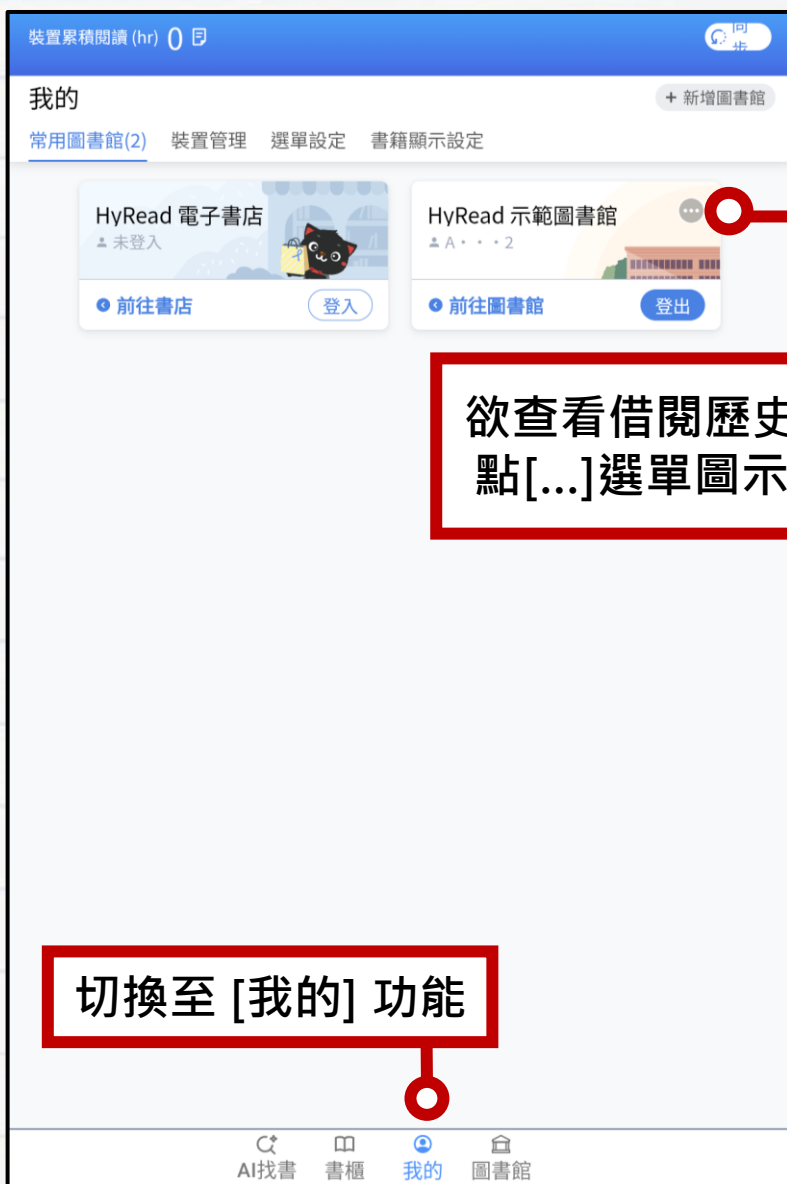 裝置累積閱讀 (hr) 0
同步
我的
+ 新增圖書館
常用圖書館(2) 裝置管理 選單設定 書籍顯示設定
HyRead 電子書店
未登入
前往書店 登入
HyRead 示範圖書館
A···2
前往圖書館 登出
欲查看借閱歷史
點[...]選單圖示
切換至 [我的] 功能
AI找書 書櫃 我的 圖書館